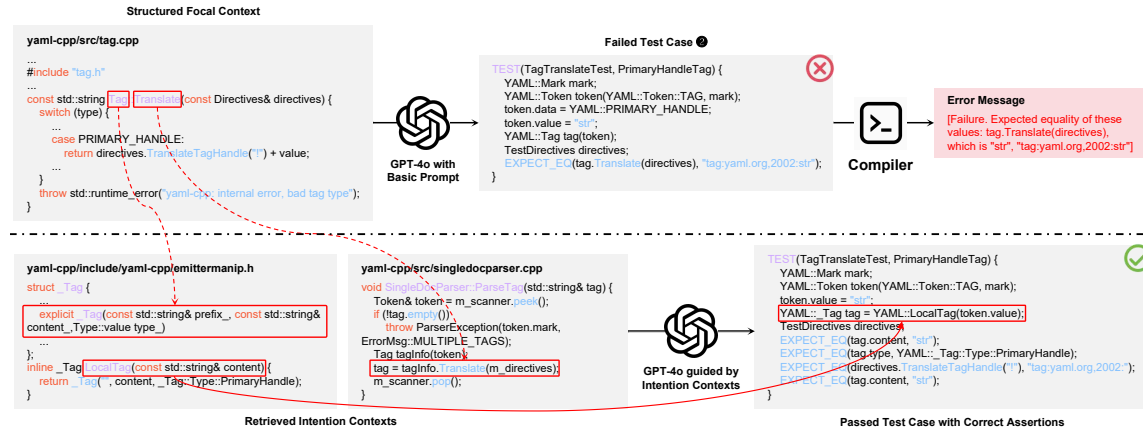 Structured Focal Context
yaml-cpp/src/tag.cpp
...
#include "tag.h"
...
const std::string Tag::Translate(const Directives& directives) {
switch (type) {
...
case PRIMARY_HANDLE:
return directives.TranslateTagHandle("!") + value;
...
}
throw std::runtime_error("yaml-cpp: internal error, bad tag type");
}
GPT-4o with
Basic Prompt
Failed Test Case ❷
TEST(TagTranslateTest, PrimaryHandleTag) {
YAML::Mark mark;
YAML::Token token(YAML::Token::TAG, mark);
token.data = YAML::PRIMARY_HANDLE;
token.value = "str";
YAML::Tag tag(token);
TestDirectives directives;
EXPECT_EQ(tag.Translate(directives), "tag:yaml.org,2002:str");
}
Compiler
Error Message
[Failure. Expected equality of these
values: tag.Translate(directives),
which is "str", "tag:yaml.org,2002:str"]
yaml-cpp/include/yaml-cpp/emittermanip.h
struct _Tag {
...
explicit _Tag(const std::string& prefix_, const std::string&
content_,Type::value type_)
...
};
inline _Tag LocalTag(const std::string& content) {
return _Tag("", content, _Tag::Type::PrimaryHandle);
}
yaml-cpp/src/singledocparser.cpp
void SingleDocParser::ParseTag(std::string& tag) {
Token& token = m_scanner.peek();
if (!tag.empty())
throw ParserException(token.mark,
ErrorMsg::MULTIPLE_TAGS);
Tag tagInfo(token);
tag = tagInfo.Translate(m_directives);
m_scanner.pop();
}
Retrieved Intention Contexts
GPT-4o guided by
Intention Contexts
TEST(TagTranslateTest, PrimaryHandleTag) {
YAML::Mark mark;
YAML::Token token(YAML::Token::TAG, mark);
token.value = "str";
YAML::_Tag tag = YAML::LocalTag(token.value);
TestDirectives directives;
EXPECT_EQ(tag.content, "str");
EXPECT_EQ(tag.type, YAML::_Tag::Type::PrimaryHandle);
EXPECT_EQ(directives.TranslateTagHandle("!"), "tag:yaml.org,2002:");
EXPECT_EQ(tag.content, "str");
}
Passed Test Case with Correct Assertions